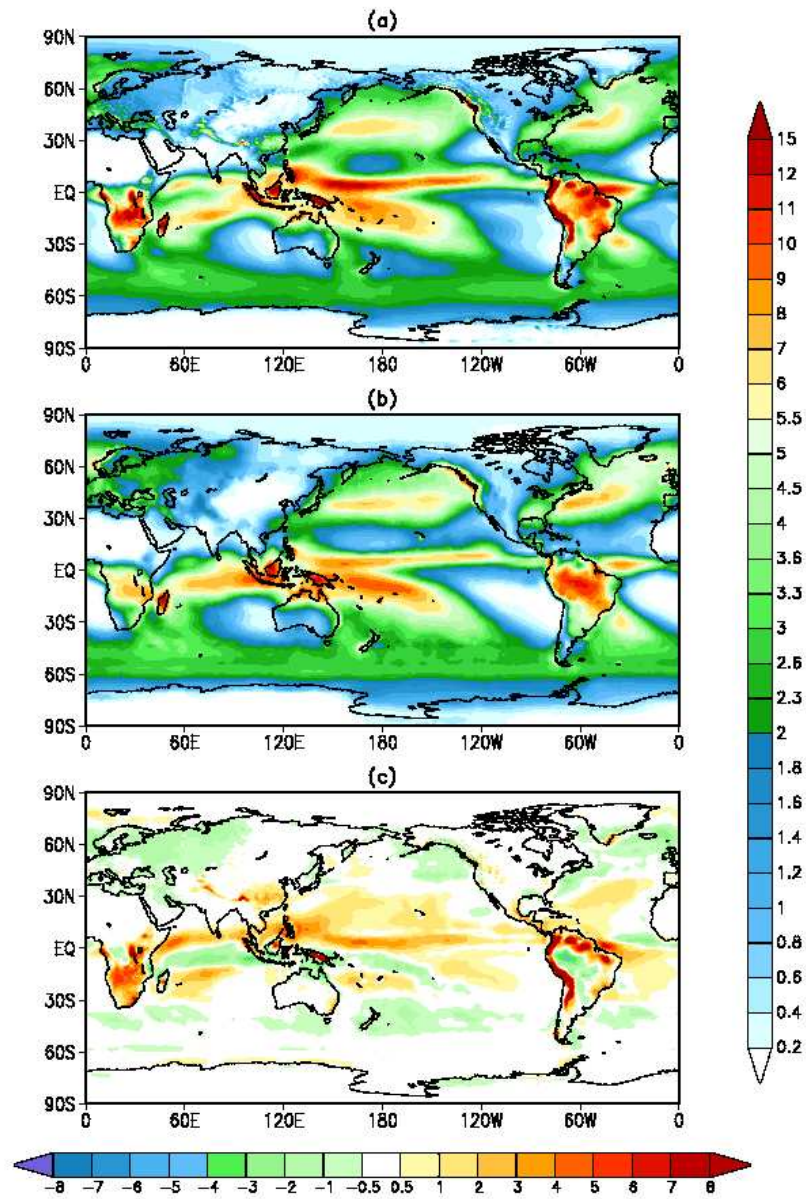 (a)
90N
60N
30N
EQ
30S
60S
90S
0 60E 120E 180 120W 60W 0
(b)
90N
60N
30N
EQ
30S
60S
90S
0 60E 120E 180 120W 60W 0
(c)
90N
60N
30N
EQ
30S
60S
90S
0 60E 120E 180 120W 60W 0
15
12
11
10
9
8
7
6
5.5
5
4.5
4
3.6
3.3
3
2.6
2.3
2
1.8
1.6
1.4
1.2
1
0.8
0.6
0.4
0.2
-8 -7 -6 -5 -4 -3 -2 -1 -0.5 0.5 1 2 3 4 5 6 7 8